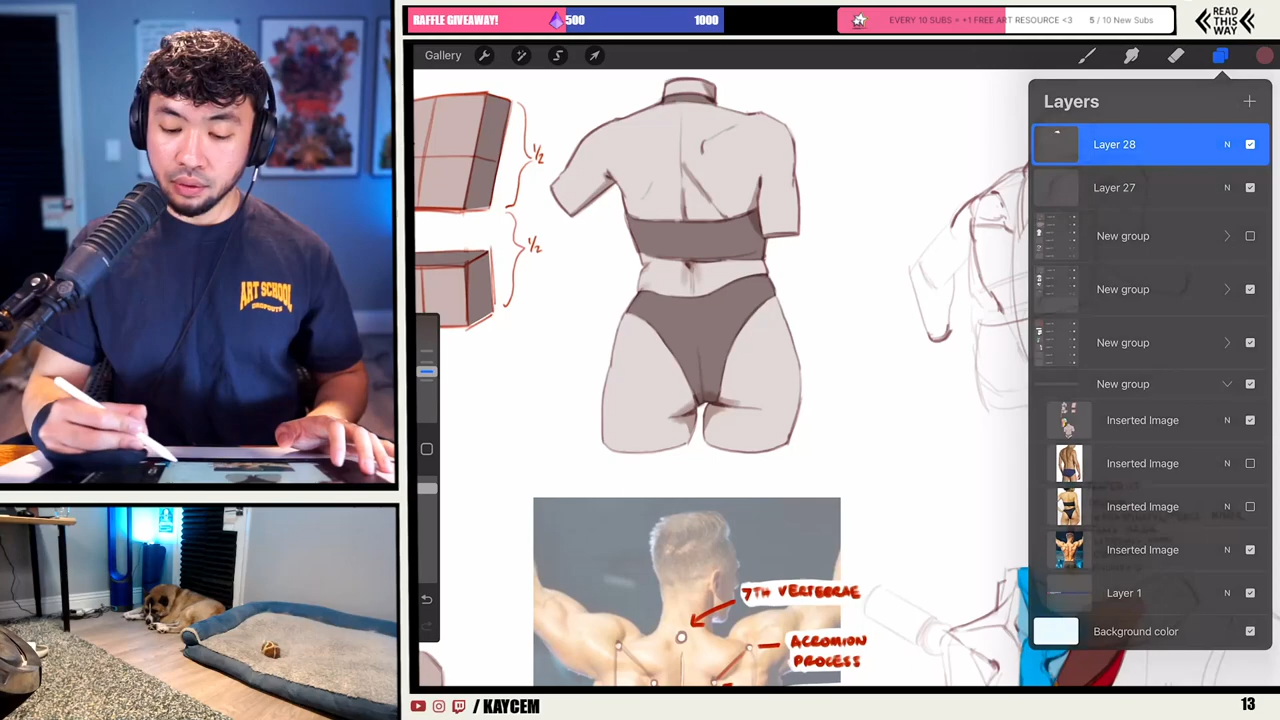 RAFFLE GIVEAWAY!
500
1000
EVERY 10 SUBS = +1 FREE ART RESOURCE <3
5 / 10 New Subs
READ
THIS
WAY
Gallery
Layers
Layer 28
N
Layer 27
N
New group
New group
New group
New group
Inserted Image
N
Inserted Image
N
Inserted Image
N
Inserted Image
N
Layer 1
N
Background color
1/2
1/2
7TH VERTEBRAE
ACROMION
PROCESS
ART SCHOOL
/ KAYCEM
13